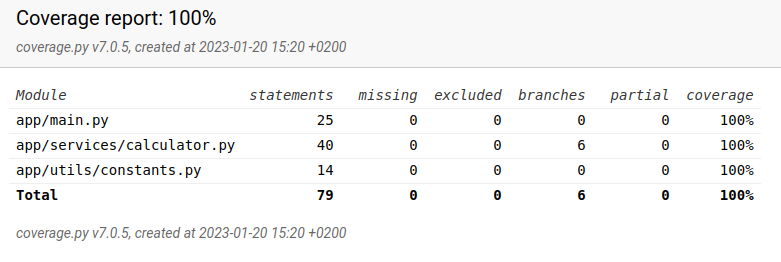 Coverage report: 100%
coverage.py v7.0.5, created at 2023-01-20 15:20 +0200
Module statements missing excluded branches partial coverage
app/main.py 25 0 0 0 0 100%
app/services/calculator.py 40 0 0 6 0 100%
app/utils/constants.py 14 0 0 0 0 100%
Total 79 0 0 6 0 100%
coverage.py v7.0.5, created at 2023-01-20 15:20 +0200